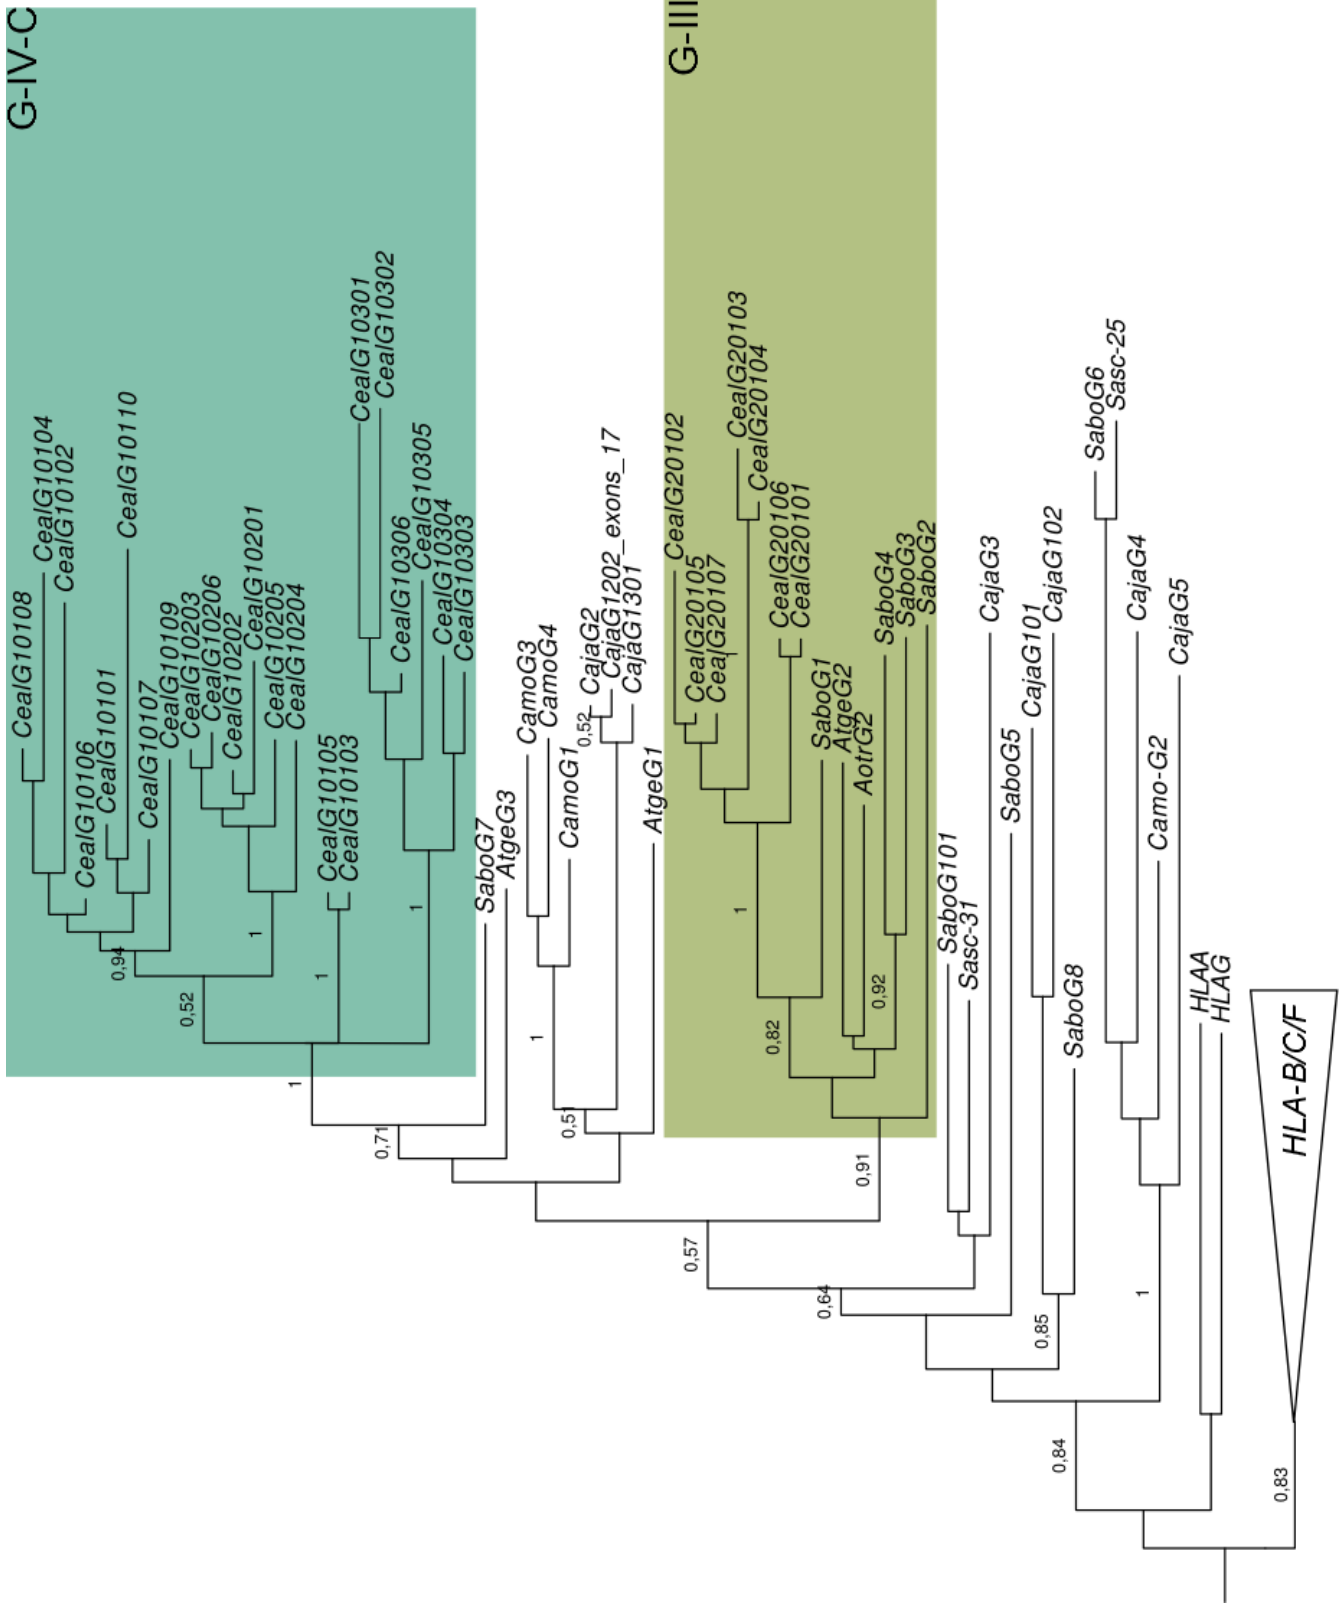 G-IV-C
CealG10108
CealG10104
CealG10102
CealG10106
CealG10101
CealG10110
CealG10107
CealG10109
CealG10203
CealG10206
CealG10202
CealG10201
CealG10205
CealG10204
CealG10105
CealG10103
CealG10301
CealG10302
CealG10306
CealG10305
CealG10304
CealG10303
0,94
1
0,52
1
1
1
SaboG7
AtgeG3
0,71
CamoG3
CamoG4
CamoG1
1
CajaG2
CajaG1202_exons_17
CajaG1301
0,52
0,51
AtgeG1
G-III
CealG20102
CealG20105
CealG20107
CealG20103
CealG20104
CealG20106
CealG20101
1
1
SaboG1
AtgeG2
AotrG2
SaboG4
SaboG3
SaboG2
0,82
0,92
0,91
0,57
SaboG101
Sasc-31
CajaG3
0,64
SaboG5
CajaG101
CajaG102
SaboG8
0,85
SaboG6
Sasc-25
CajaG4
Camo-G2
CajaG5
1
0,84
HLAA
HLAG
HLA-B/C/F
0,83